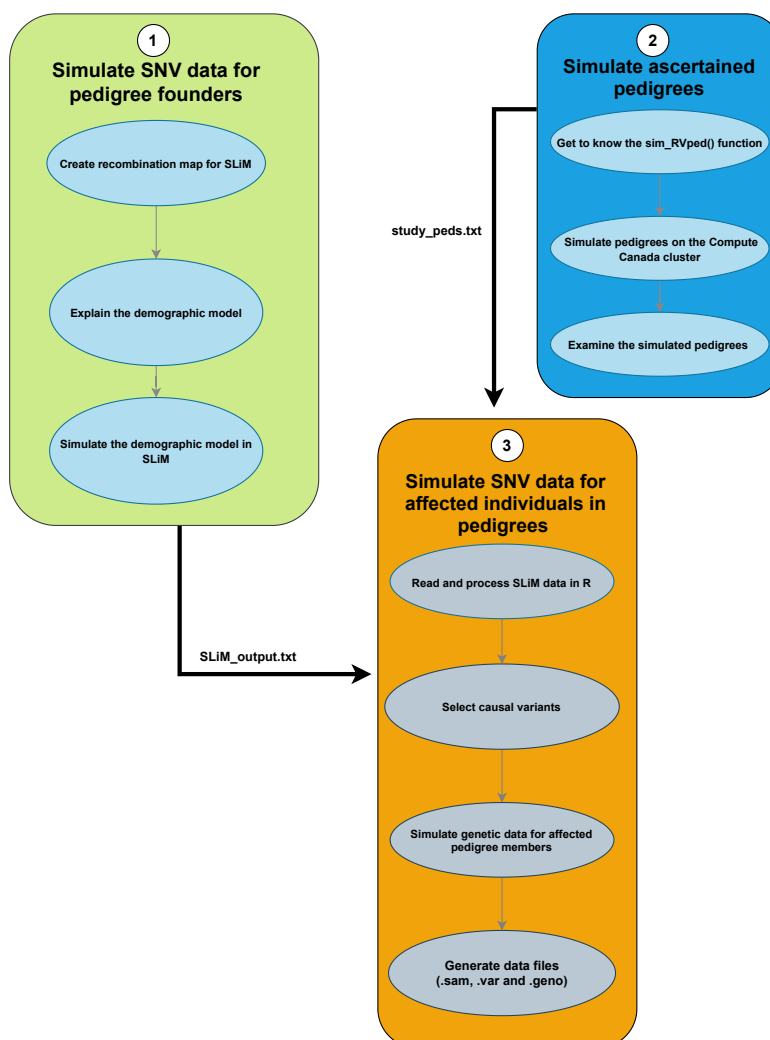 1
Simulate SNV data for
pedigree founders
Create recombination map for SLiM
Explain the demographic model
Simulate the demographic model in
SLiM
2
Simulate ascertained
pedigrees
Get to know the sim_RVped() function
Simulate pedigrees on the Compute
Canada cluster
Examine the simulated pedigrees
study_peds.txt
SLiM_output.txt
3
Simulate SNV data for
affected individuals in
pedigrees
Read and process SLiM data in R
Select causal variants
Simulate genetic data for affected
pedigree members
Generate data files
(.sam, .var and .geno)